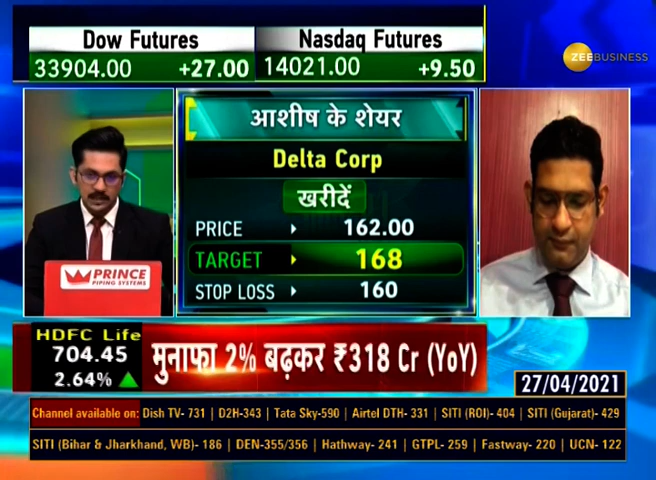 Dow Futures
33904.00 +27.00
Nasdaq Futures
14021.00 +9.50
ZEEBUSINESS
आशीष के शेयर
Delta Corp
खरीदें
PRICE 162.00
TARGET 168
STOP LOSS 160
PRINCE
PIPING SYSTEMS
HDFC Life
704.45
2.64%
मुनाफा 2% बढ़कर ₹318 Cr (YoY)
27/04/2021
Channel available on: Dish TV- 731 | D2H-343 | Tata Sky-590 | Airtel DTH- 331 | SITI (ROI)- 404 | SITI (Gujarat)- 429
SITI (Bihar & Jharkhand, WB)- 186 | DEN-355/356 | Hathway- 241 | GTPL- 259 | Fastway- 220 | UCN- 122